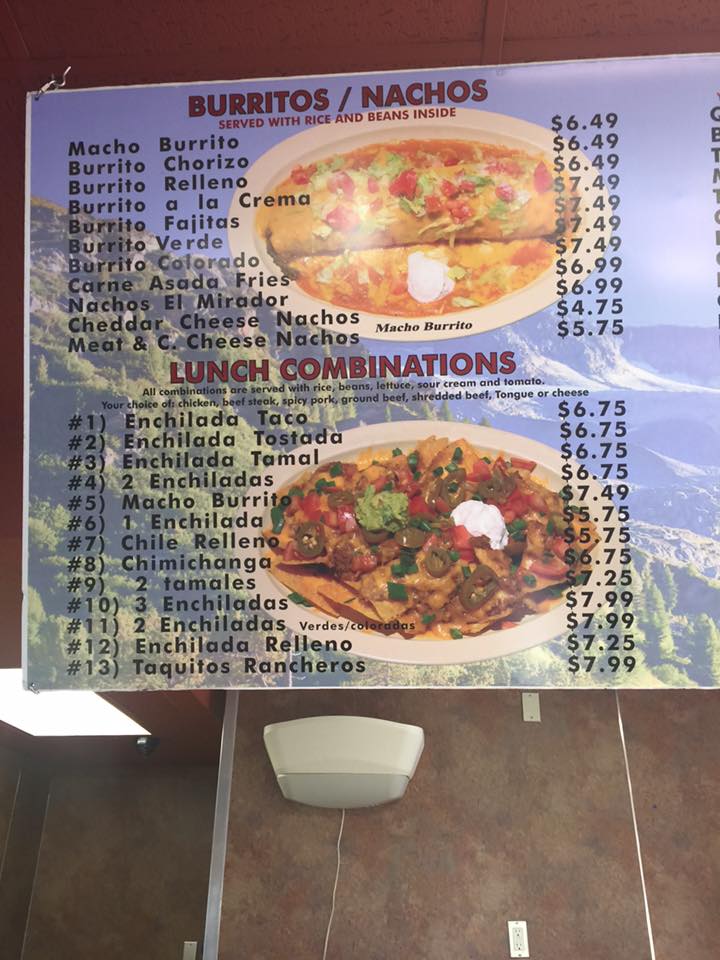 BURRITOS / NACHOS
SERVED WITH RICE AND BEANS INSIDE
Macho Burrito $6.49
Burrito Chorizo $6.49
Burrito Relleno $6.49
Burrito a la Crema $7.49
Burrito Fajitas $7.49
Burrito Verde $7.49
Burrito Colorado $7.49
Carne Asada Fries $6.99
Nachos El Mirador $6.99
Cheddar Cheese Nachos $4.75
Meat & C. Cheese Nachos $5.75
Macho Burrito
LUNCH COMBINATIONS
All combinations are served with rice, beans, lettuce, sour cream and tomato.
Your choice of: chicken, beef steak, spicy pork, ground beef, shredded beef, Tongue or cheese
#1) Enchilada Taco $6.75
#2) Enchilada Tostada $6.75
#3) Enchilada Tamal $6.75
#4) 2 Enchiladas $6.75
#5) Macho Burrito $7.49
#6) 1 Enchilada $5.75
#7) Chile Relleno $5.75
#8) Chimichanga $6.75
#9) 2 tamales $7.25
#10) 3 Enchiladas $7.99
#11) 2 Enchiladas Verdes/coloradas $7.99
#12) Enchilada Relleno $7.25
#13) Taquitos Rancheros $7.99